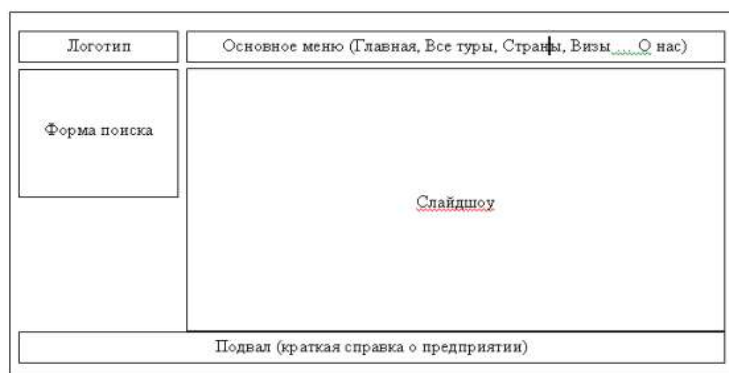 Логотип
Основное меню (Главная, Все туры, Страны, Визы .... О нас)
Форма поиска
Слайдшоу
Подвал (краткая справка о предприятии)